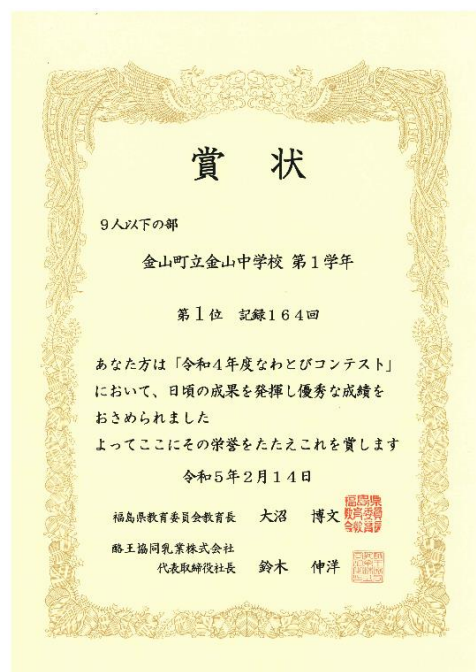 賞 状
9人以下の部
金山町立金山中学校 第1学年
第1位 記録164回
あなた方は「令和4年度なわとびコンテスト」
において、日頃の成果を発揮し優秀な成績を
おさめられました
よってここにその栄誉をたたえこれを賞します
令和5年2月14日
福島県教育委員会教育長 大沼 博文
酪王協同乳業株式会社
代表取締役社長 鈴木 伸洋